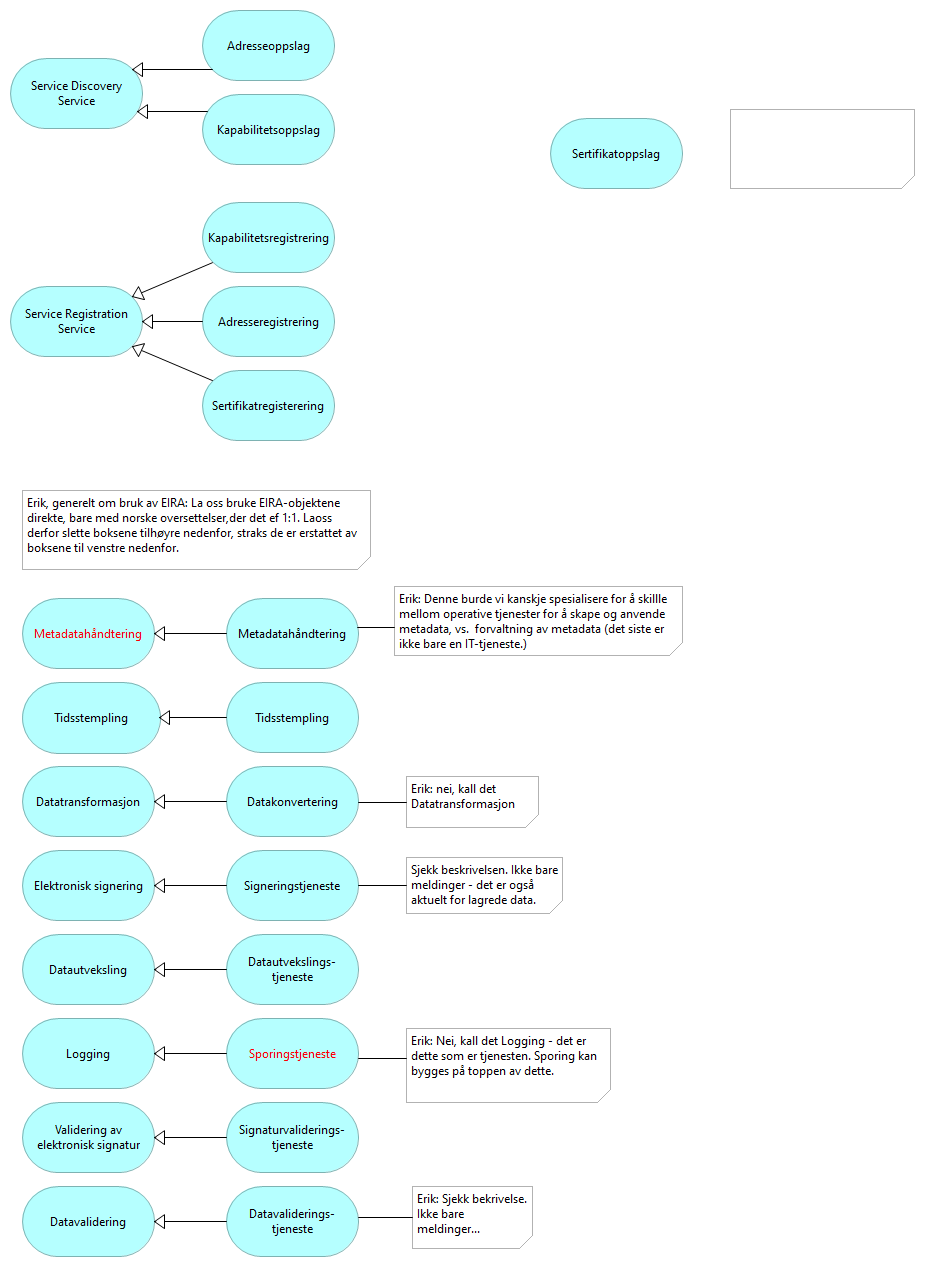 Adresseoppslag
Service Discovery
Service
Kapabilitetsoppslag
Sertifikatoppslag
Kapabilitetsregistrering
Service Registration
Service
Adresseregistrering
Sertifikatregisterering
Erik, generelt om bruk av EIRA: La oss bruke EIRA-objektene
direkte, bare med norske oversettelser,der det ef 1:1. Laoss
derfor slette boksene tilhøyre nedenfor, straks de er erstattet av
boksene til venstre nedenfor.
Metadatahåndtering
Metadatahåndtering
Erik: Denne burde vi kanskje spesialisere for å skillle
mellom operative tjenester for å skape og anvende
metadata, vs.  forvaltning av metadata (det siste er
ikke bare en IT-tjeneste.)
Tidsstempling
Tidsstempling
Datatransformasjon
Datakonvertering
Erik: nei, kall det
Datatransformasjon
Elektronisk signering
Signeringstjeneste
Sjekk beskrivelsen. Ikke bare
meldinger - det er også
aktuelt for lagrede data.
Datautveksling
Datautvekslings-
tjeneste
Logging
Sporingstjeneste
Erik: Nei, kall det Logging - det er
dette som er tjenesten. Sporing kan
bygges på toppen av dette.
Validering av
elektronisk signatur
Signaturvaliderings-
tjeneste
Datavalidering
Datavaliderings-
tjeneste
Erik: Sjekk bekrivelse.
Ikke bare
meldinger...